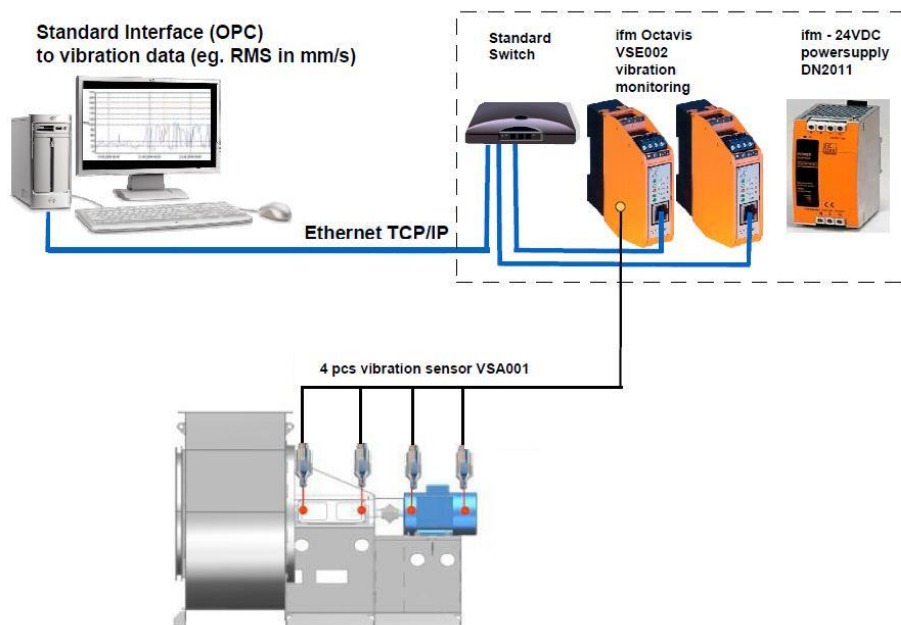 Standard Interface (OPC)
to vibration data (eg. RMS in mm/s)
Standard
Switch
ifm Octavis
VSE002
vibration
monitoring
ifm - 24VDC
powersupply
DN2011
Ethernet TCP/IP
4 pcs vibration sensor VSA001